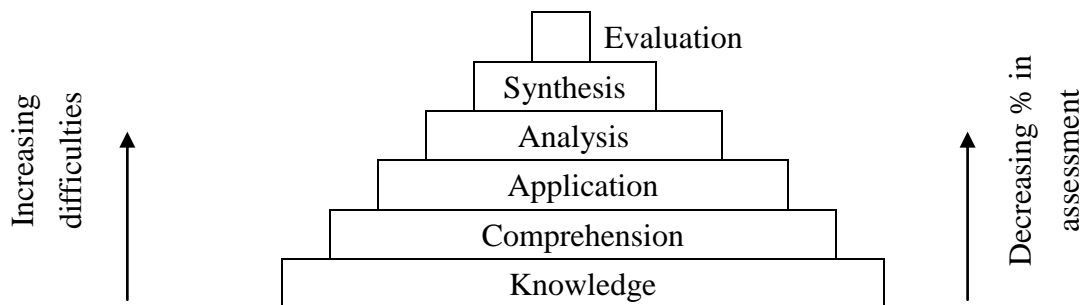 Evaluation
Synthesis
Analysis
Application
Comprehension
Knowledge
Increasing
difficulties
Decreasing % in
assessment